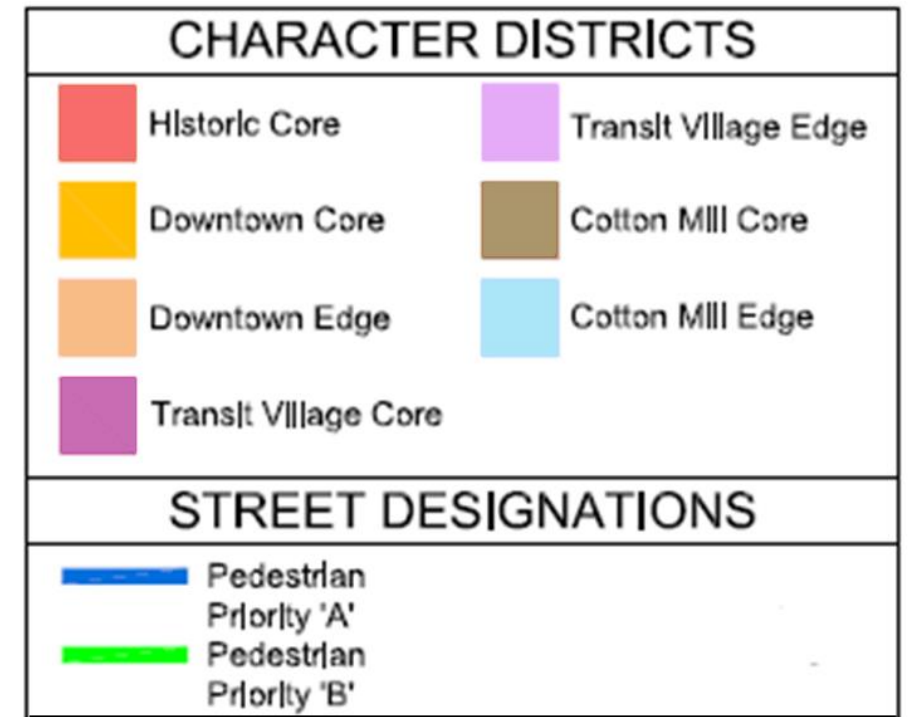 CHARACTER DISTRICTS
Historic Core
Downtown Core
Downtown Edge
Transit Village Core
Transit Village Edge
Cotton Mill Core
Cotton Mill Edge
STREET DESIGNATIONS
Pedestrian
Priority 'A'
Pedestrian
Priority 'B'